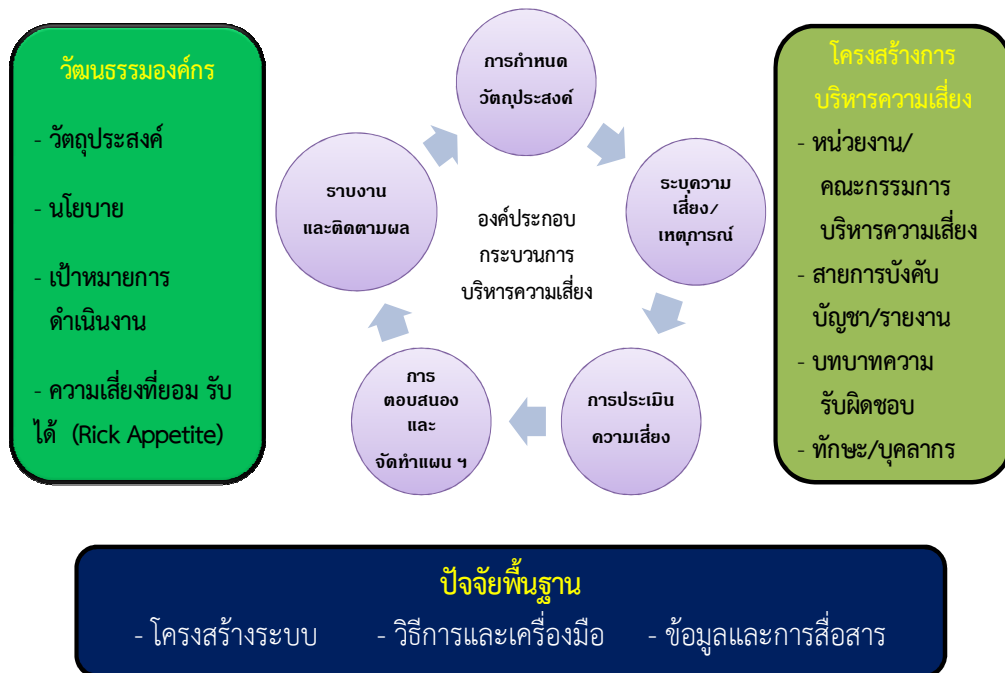 วัฒนธรรมองค์กร
- วัตถุประสงค์
- นโยบาย
- เป้าหมายการ
ดำเนินงาน
- ความเสี่ยงที่ยอม รับ
ได้ (Rick Appetite)
การกำหนด
วัตถุประสงค์
ระบุความ
เสี่ยง/
เหตุการณ์
การประเมิน
ความเสี่ยง
การ
ตอบสนอง
และ
จัดทำแผน ฯ
ราบงาน
และติดตามผล
องค์ประกอบ
กระบวนการ
บริหารความเสี่ยง
โครงสร้างการ
บริหารความเสี่ยง
- หน่วยงาน/
คณะกรรมการ
บริหารความเสี่ยง
- สายการบังคับ
บัญชา/รายงาน
- บทบาทความ
รับผิดชอบ
- ทักษะ/บุคลากร
ปัจจัยพื้นฐาน
- โครงสร้างระบบ - วิธีการและเครื่องมือ - ข้อมูลและการสื่อสาร